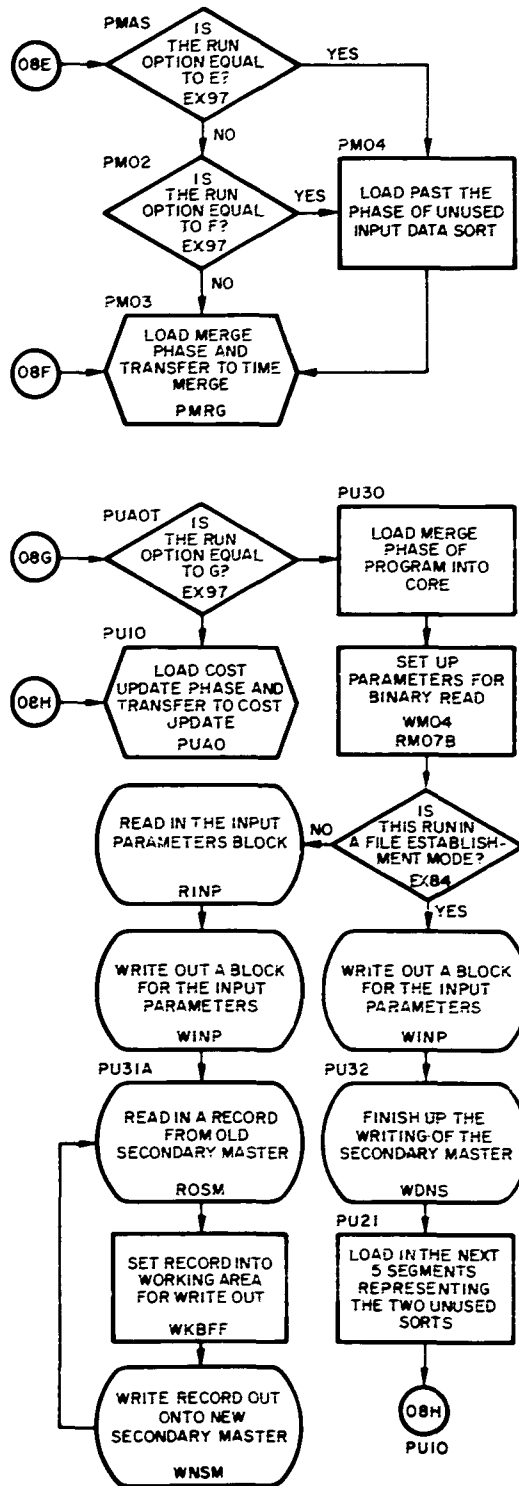 PMAS
08E
IS
THE RUN
OPTION EQUAL
TO E?
EX97
YES
NO
PM02
IS
THE RUN
OPTION EQUAL
TO F?
EX97
YES
NO
PM04
LOAD PAST THE
PHASE OF UNUSED
INPUT DATA SORT
PM03
08F
LOAD MERGE
PHASE AND
TRANSFER TO TIME
MERGE
PMRG
PUA0T
08G
IS
THE RUN
OPTION EQUAL
TO G?
EX97
PU10
08H
LOAD COST
UPDATE PHASE AND
TRANSFER TO COST
UPDATE
PUA0
PU30
LOAD MERGE
PHASE OF
PROGRAM INTO
CORE
SET UP
PARAMETERS FOR
BINARY READ
WM04
RM07B
IS
THIS RUN IN
A FILE ESTABLISH-
MENT MODE?
EX84
NO
YES
READ IN THE INPUT
PARAMETERS BLOCK
RINP
WRITE OUT A BLOCK
FOR THE INPUT
PARAMETERS
WINP
PU31A
READ IN A RECORD
FROM OLD
SECONDARY MASTER
ROSM
SET RECORD INTO
WORKING AREA
FOR WRITE OUT
WKBFF
WRITE RECORD OUT
ONTO NEW
SECONDARY MASTER
WNSM
WRITE OUT A BLOCK
FOR THE INPUT
PARAMETERS
WINP
PU32
FINISH UP THE
WRITING OF THE
SECONDARY MASTER
WDNS
PU21
LOAD IN THE NEXT
5 SEGMENTS
REPRESENTING
THE TWO UNUSED
SORTS
08H
PU10